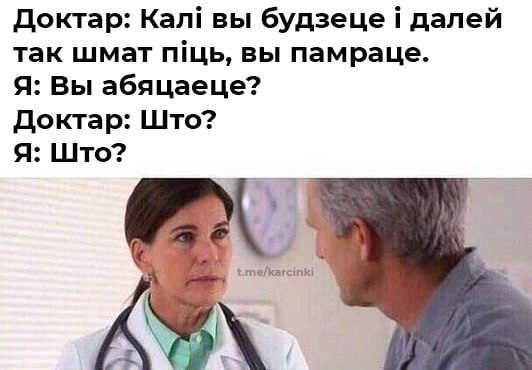 Доктар: Калі вы будзеце і далей
так шмат піць, вы памраце.
Я: Вы абяцаеце?
Доктар: Што?
Я: Што?
t.me/karcinki